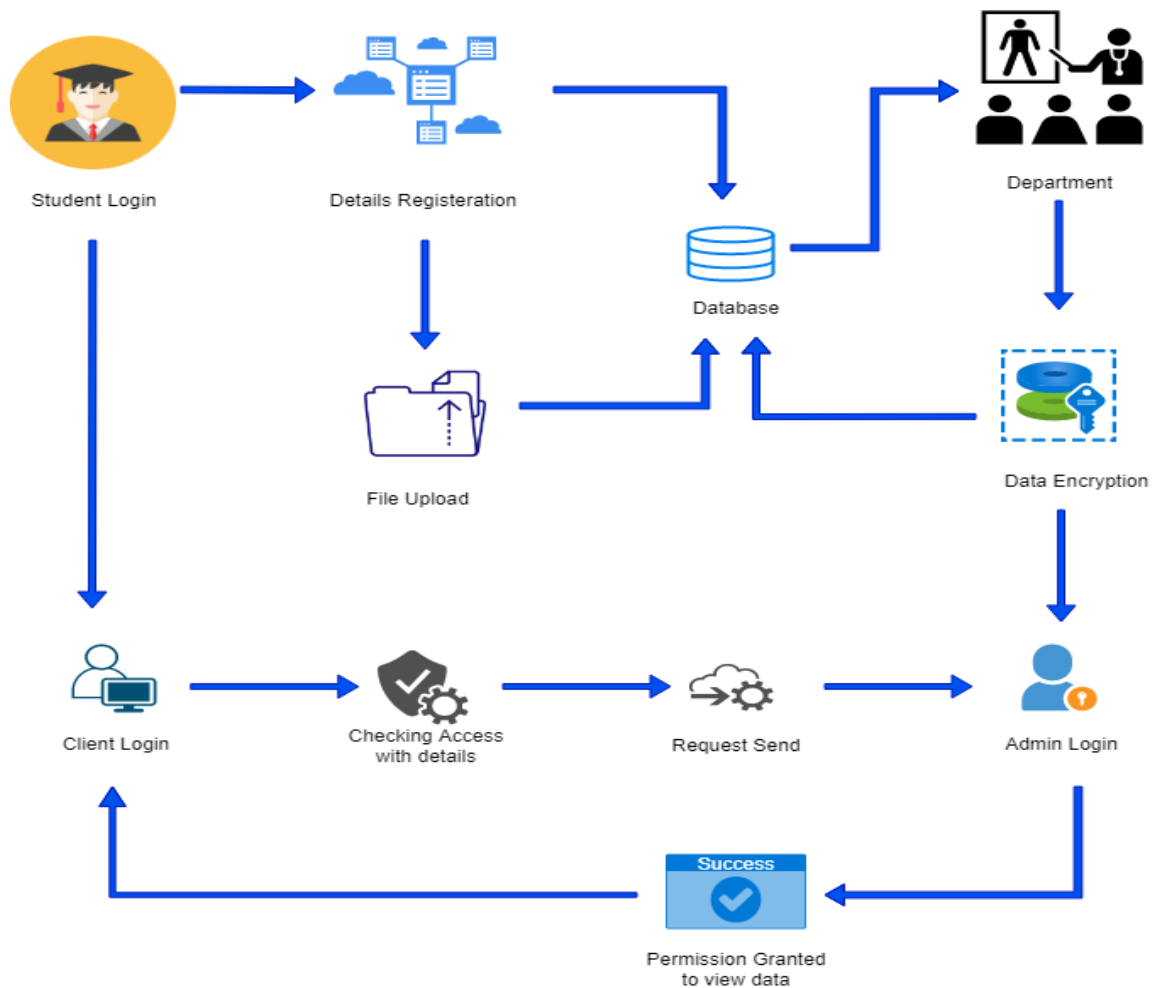 Student Login
Details Registeration
Department
Database
File Upload
Data Encryption
Client Login
Checking Access
with details
Request Send
Admin Login
Success
Permission Granted
to view data